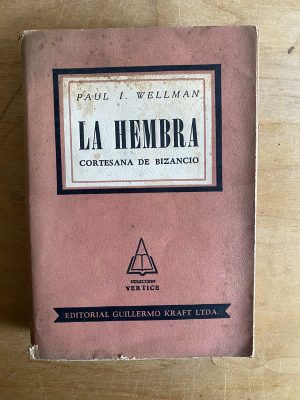 PAUL I. WELLMAN
LA HEMBRA
CORTESANA DE BIZANCIO
COLECCION
VERTICE
EDITORIAL GUILLERMO KRAFT LTDA.